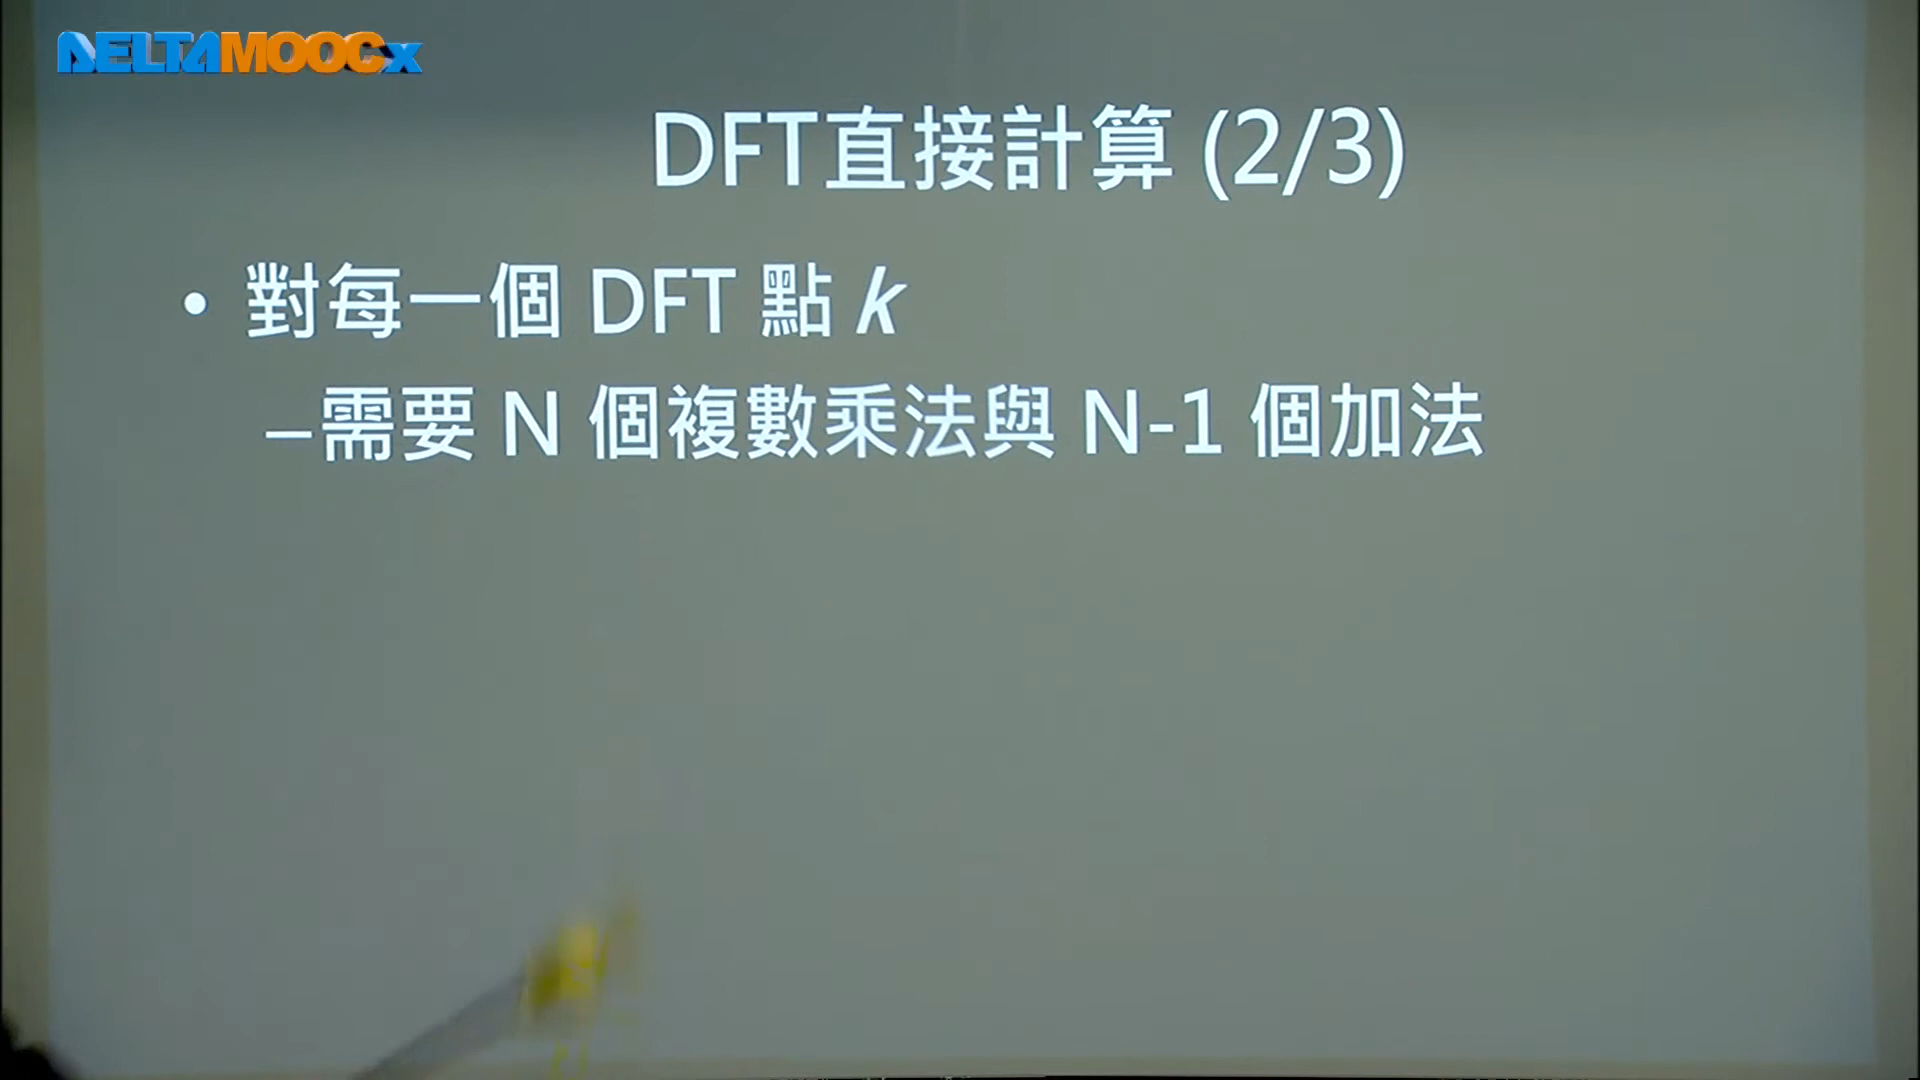 DELTAMOOCx
DFT直接計算 (2/3)
• 對每一個 DFT 點 k
–需要 N 個複數乘法與 N-1 個加法